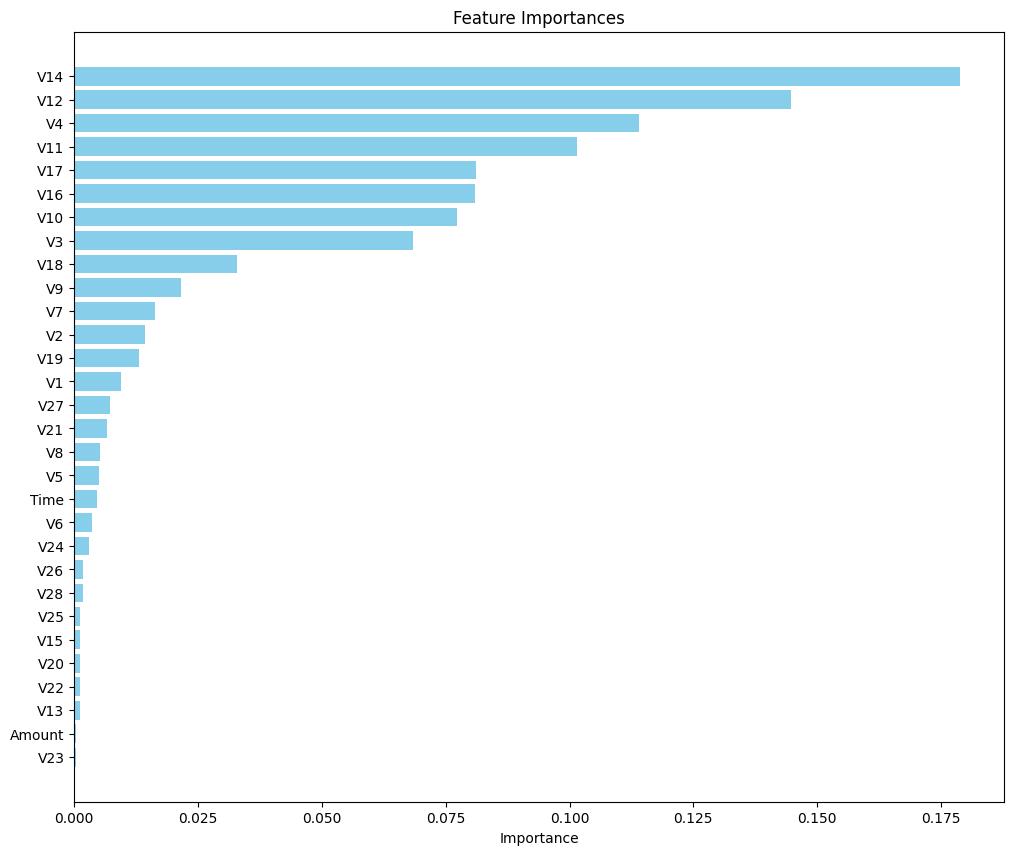 Feature Importances
V14
V12
V4
V11
V17
V16
V10
V3
V18
V9
V7
V2
V19
V1
V27
V21
V8
V5
Time
V6
V24
V26
V28
V25
V15
V20
V22
V13
Amount
V23
0.000 0.025 0.050 0.075 0.100 0.125 0.150 0.175
Importance